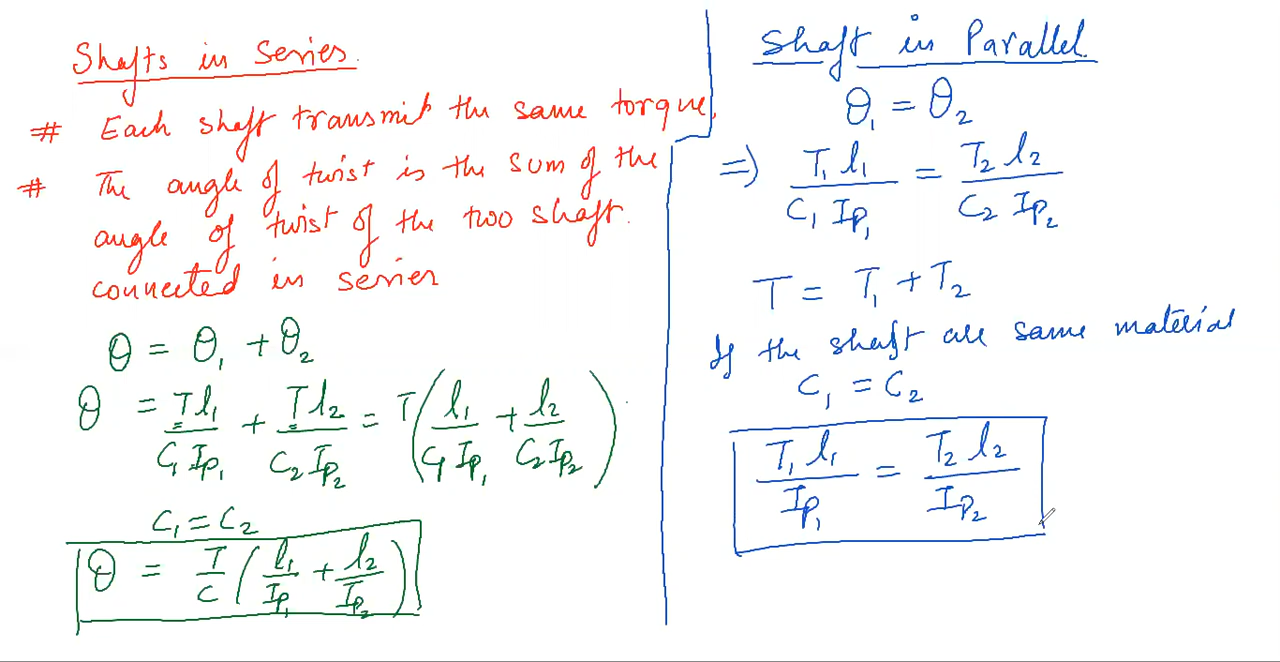 Shafts in Series.
# Each shaft transmit the same torque.
# The angle of twist is the sum of the
angle of twist of the two shaft.
connected in series
θ = θ₁ + θ₂
θ = Tl₁/C₁Ip₁ + Tl₂/C₂Ip₂ = T(l₁/C₁Ip₁ + l₂/C₂Ip₂)
C₁ = C₂
θ = T/C (l₁/Ip₁ + l₂/Ip₂)
Shaft in Parallel.
θ₁ = θ₂
=> T₁l₁/C₁Ip₁ = T₂l₂/C₂Ip₂
T = T₁ + T₂
If the shaft are same material
C₁ = C₂
T₁l₁/Ip₁ = T₂l₂/Ip₂